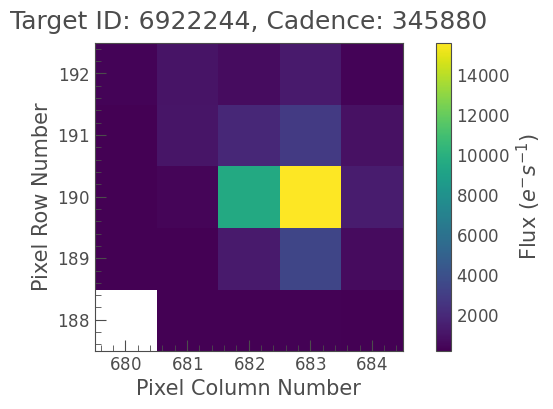 Target ID: 6922244, Cadence: 345880
192
191
190
189
188
Pixel Row Number
680 681 682 683 684
Pixel Column Number
14000
12000
10000
8000
6000
4000
2000
Flux (e⁻s⁻¹)